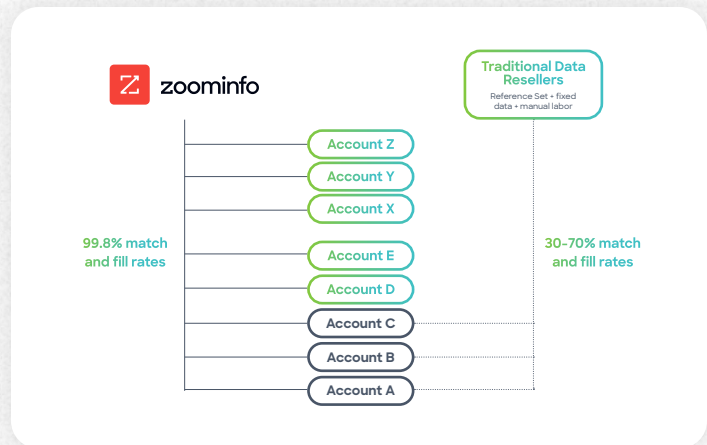 zoominfo
Traditional Data
Resellers
Reference Set + fixed
data + manual labor
Account Z
Account Y
Account X
99.8% match
and fill rates
30-70% match
and fill rates
Account E
Account D
Account C
Account B
Account A